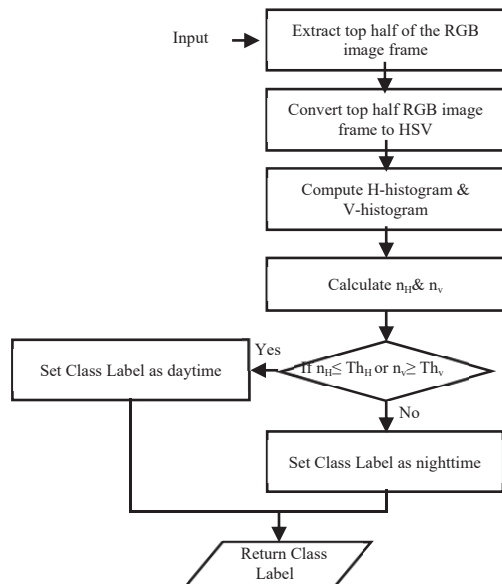 Input
Extract top half of the RGB
image frame
Convert top half RGB image
frame to HSV
Compute H-histogram &
V-histogram
Calculate nH& nv
If nH≤ ThH or nv≥ Thv
Yes
Set Class Label as daytime
No
Set Class Label as nighttime
Return Class
Label